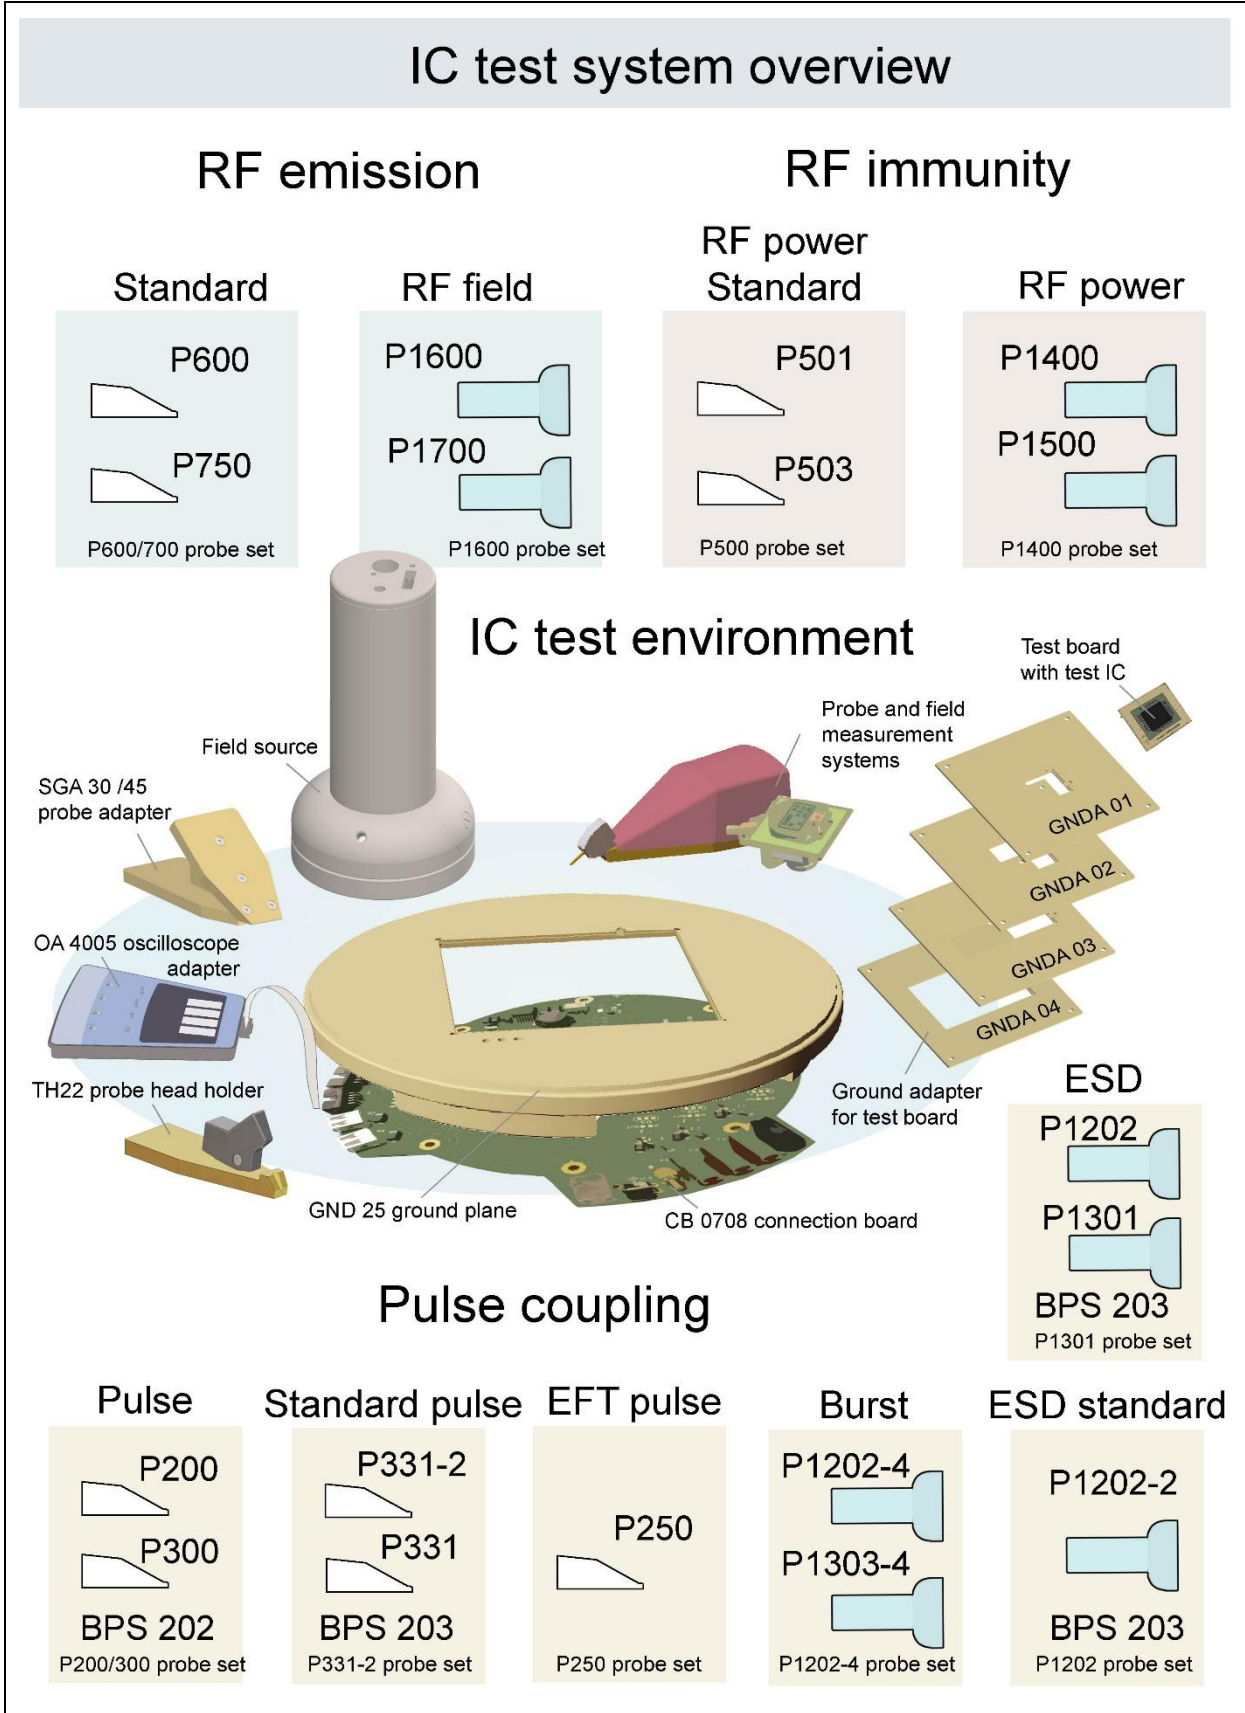 IC test system overview
RF emission
RF immunity
Standard
P600
P750
P600/700 probe set
RF field
P1600
P1700
P1600 probe set
RF power
Standard
P501
P503
P500 probe set
RF power
P1400
P1500
P1400 probe set
IC test environment
Test board
with test IC
Probe and field
measurement
systems
Field source
SGA 30 /45
probe adapter
GNDA 01
GNDA 02
GNDA 03
GNDA 04
OA 4005 oscilloscope
adapter
TH22 probe head holder
Ground adapter
for test board
GND 25 ground plane
CB 0708 connection board
ESD
P1202
P1301
BPS 203
P1301 probe set
Pulse coupling
Pulse
P200
P300
BPS 202
P200/300 probe set
Standard pulse
P331-2
P331
BPS 203
P331-2 probe set
EFT pulse
P250
P250 probe set
Burst
P1202-4
P1303-4
P1202-4 probe set
ESD standard
P1202-2
BPS 203
P1202 probe set